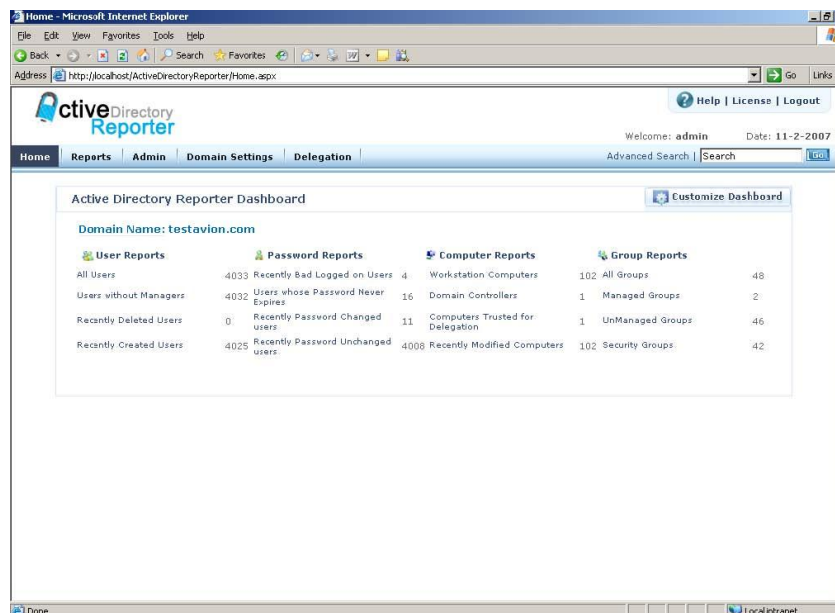 Home - Microsoft Internet Explorer
File Edit View Favorites Tools Help
Back Search Favorites
Address http://localhost/ActiveDirectoryReporter/Home.aspx Go Links
ctiveDirectory
Reporter
Help | License | Logout
Welcome: admin Date: 11-2-2007
Home Reports Admin Domain Settings Delegation Advanced Search | Search GO
Active Directory Reporter Dashboard Customize Dashboard
Domain Name: testavion.com
User Reports Password Reports Computer Reports Group Reports
All Users 4033 Recently Bad Logged on Users 4 Workstation Computers 102 All Groups 48
Users without Managers 4032 Users whose Password Never Expires 16 Domain Controllers 1 Managed Groups 2
Recently Deleted Users 0 Recently Password Changed users 11 Computers Trusted for Delegation 1 UnManaged Groups 46
Recently Created Users 4025 Recently Password Unchanged users 4008 Recently Modified Computers 102 Security Groups 42
Done Local intranet